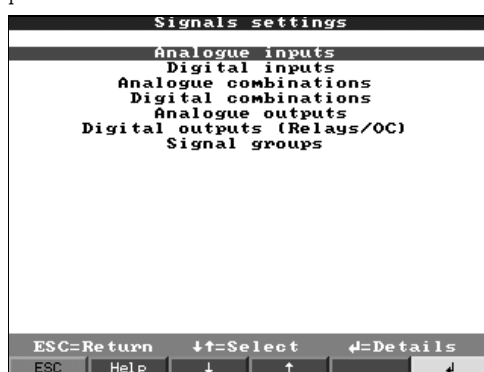 Signals settings
Analogue inputs
Digital inputs
Analogue combinations
Digital combinations
Analogue outputs
Digital outputs (Relays/OC)
Signal groups
ESC=Return ↓↑=Select ↲=Details
ESC Help ↓ ↑ ↲